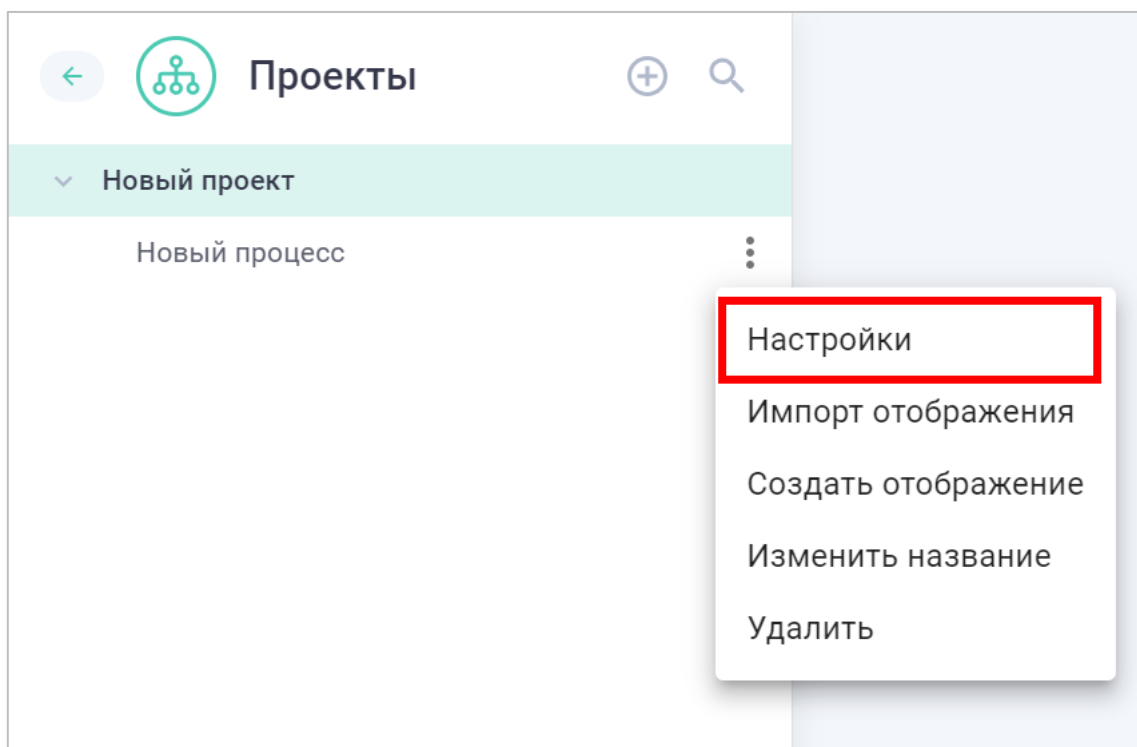 Проекты
Новый проект
Новый процесс
Настройки
Импорт отображения
Создать отображение
Изменить название
Удалить